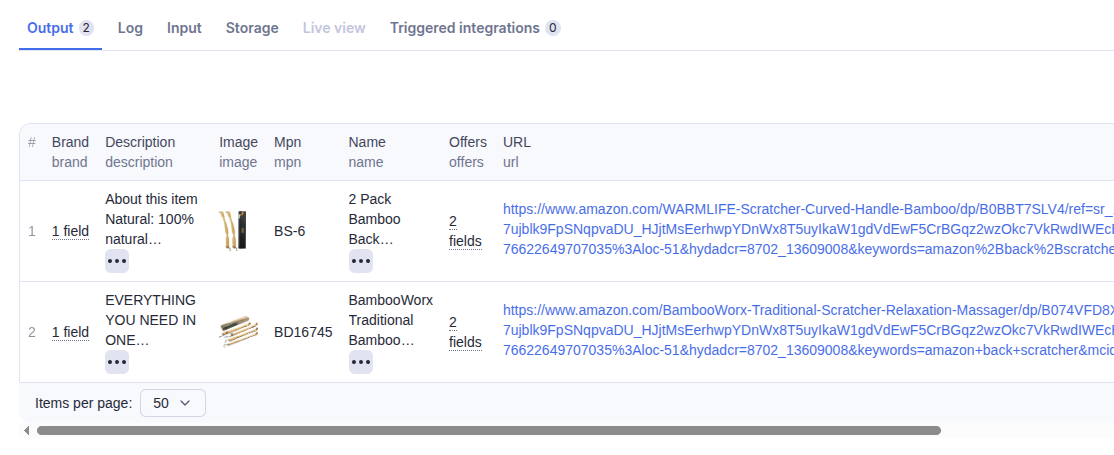 Output 2 Log Input Storage Live view Triggered integrations 0
# Brand Description Image Mpn Name Offers URL
brand description image mpn name offers url
1 1 field About this item Natural: 100% natural… BS-6 2 Pack Bamboo Back… 2 fields
https://www.amazon.com/WARMLIFE-Scratcher-Curved-Handle-Bamboo/dp/B0BBT7SLV4/ref=sr_
7ujblk9FpSNqpvaDU_HJjtMsEerhwpYDnWx8T5uyIkaW1gdVdEwF5CrBGqz2wzOkc7VkRwdIWEcE
76622649707035%3Aloc-51&hydadcr=8702_13609008&keywords=amazon%2Bback%2Bscratche
2 1 field EVERYTHING YOU NEED IN ONE… BD16745 BambooWorx Traditional Bamboo… 2 fields
https://www.amazon.com/BambooWorx-Traditional-Scratcher-Relaxation-Massager/dp/B074VFD8X
7ujblk9FpSNqpvaDU_HJjtMsEerhwpYDnWx8T5uyIkaW1gdVdEwF5CrBGqz2wzOkc7VkRwdIWEcE
76622649707035%3Aloc-51&hydadcr=8702_13609008&keywords=amazon+back+scratcher&mcid
Items per page: 50